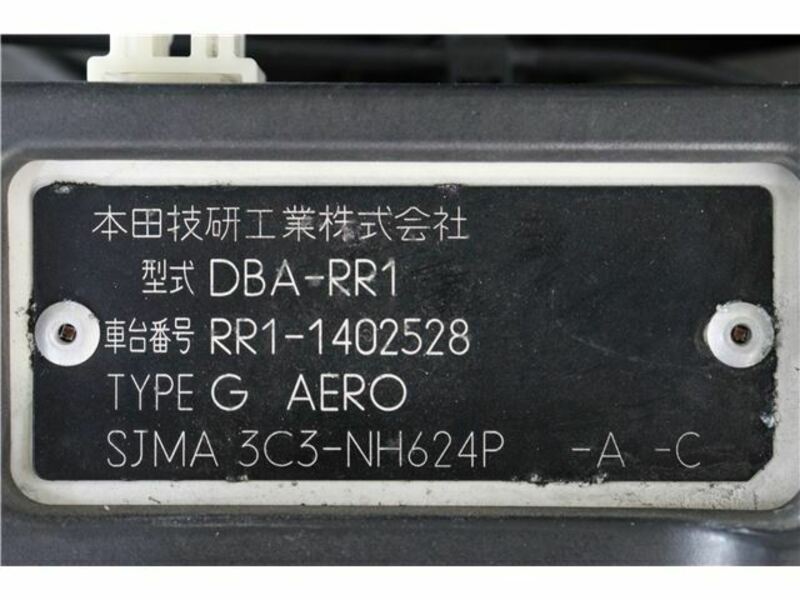 本田技研工業株式会社
型式 DBA-RR1
車台番号 RR1-1402528
TYPE G AERO
SJMA 3C3-NH624P -A -C